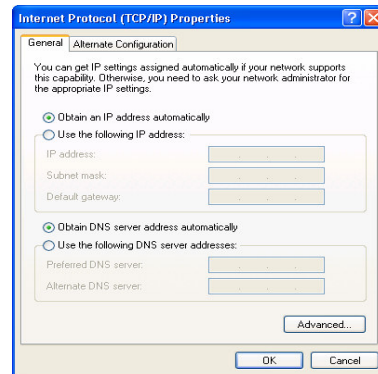 Internet Protocol (TCP/IP) Properties
General
Alternate Configuration
You can get IP settings assigned automatically if your network supports
this capability. Otherwise, you need to ask your network administrator for
the appropriate IP settings.
Obtain an IP address automatically
Use the following IP address:
IP address:
Subnet mask:
Default gateway:
Obtain DNS server address automatically
Use the following DNS server addresses:
Preferred DNS server:
Alternate DNS server:
Advanced...
OK
Cancel